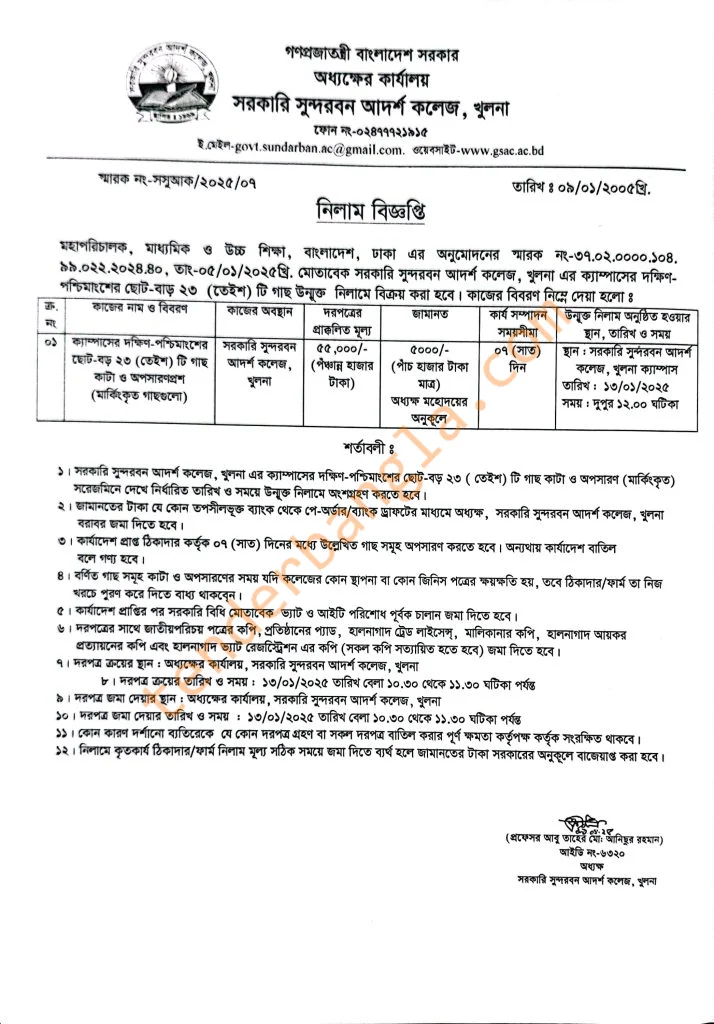 গণপ্রজাতন্ত্রী বাংলাদেশ সরকার
অধ্যক্ষের কার্যালয়
সরকারি সুন্দরবন আদর্শ কলেজ, খুলনা
ফোন নং-০২৪৭৭৭২১৯১৫
ই.মেইল-govt.sundarban.ac@gmail.com. ওয়েবসাইট-www.gsac.ac.bd
স্মারক নং-সসুআক/২০২৫/০৭
তারিখ ঃ ০৯/০১/২০০৫খ্রি.
নিলাম বিজ্ঞপ্তি
মহাপরিচালক, মাধ্যমিক ও উচ্চ শিক্ষা, বাংলাদেশ, ঢাকা এর অনুমোদনের স্মারক নং-৩৭.০২.০০০০.১০৪.
৯৯.০২২.২০২৪.৪০, তাং-০৫/০১/২০২৫খ্রি. মোতাবেক সরকারি সুন্দরবন আদর্শ কলেজ, খুলনা এর ক্যাম্পাসের দক্ষিণ-
পশ্চিমাংশের ছোট-বাড় ২৩ (তেইশ) টি গাছ উন্মুক্ত নিলামে বিক্রয় করা হবে। কাজের বিবরণ নিম্নে দেয়া হলো ঃ
ক্র. নং
কাজের নাম ও বিবরণ
কাজের অবস্থান
দরপত্রের প্রাক্কলিত মূল্য
জামানত
কার্য সম্পাদন সময়সীমা
উন্মুক্ত নিলাম অনুষ্ঠিত হওয়ার স্থান, তারিখ ও সময়
০১
ক্যাম্পাসের দক্ষিণ-পশ্চিমাংশের
ছোট-বড় ২৩ (তেইশ) টি গাছ
কাটা ও অপসারণপ্রশ
(মার্কিংকৃত গাছগুলো)
সরকারি সুন্দরবন
আদর্শ কলেজ,
খুলনা
৫৫,০০০/-
(পঁঞ্চান্ন হাজার
টাকা)
৫০০০/-
(পাঁচ হাজার টাকা
মাত্র)
অধ্যক্ষ মহোদয়ের
অনুকূলে
০৭ (সাত)
দিন
স্থান : সরকারি সুন্দরবন আদর্শ
কলেজ, খুলনা ক্যাম্পাস
তারিখ : ১৩/০১/২০২৫
সময় : দুপুর ১২.০০ ঘটিকা
শর্তাবলী ঃ
১। সরকারি সুন্দরবন আদর্শ কলেজ, খুলনা এর ক্যাম্পাসের দক্ষিণ-পশ্চিমাংশের ছোট-বড় ২৩ ( তেইশ) টি গাছ কাটা ও অপসারণ (মার্কিংকৃত)
সরেজমিনে দেখে নির্ধারিত তারিখ ও সময়ে উন্মুক্ত নিলামে অংশগ্রহণ করতে হবে।
২। জামানতের টাকা যে কোন তপসীলভূক্ত ব্যাংক থেকে পে-অর্ডার/ব্যাংক ড্রাফটের মাধ্যমে অধ্যক্ষ, সরকারি সুন্দরবন আদর্শ কলেজ, খুলনা
বরাবর জমা দিতে হবে।
৩। কার্যাদেশ প্রাপ্ত ঠিকাদার কর্তৃক ০৭ (সাত) দিনের মধ্যে উল্লেখিত গাছ সমূহ অপসারণ করতে হবে। অন্যথায় কার্যাদেশ বাতিল
বলে গণ্য হবে।
৪। বর্ণিত গাছ সমূহ কাটা ও অপসারণের সময় যদি কলেজের কোন স্থাপনা বা কোন জিনিস পত্রের ক্ষয়ক্ষতি হয়, তবে ঠিকাদার/ফার্ম তা নিজ
খরচে পুরণ করে দিতে বাধ্য থাকবেন।
৫। কার্যাদেশ প্রাপ্তির পর সরকারি বিধি মোতাবেক ভ্যাট ও আইটি পরিশোধ পূর্বক চালান জমা দিতে হবে।
৬। দরপত্রের সাথে জাতীয়পরিচয় পত্রের কপি, প্রতিষ্ঠানের প্যাড, হালনাগাদ ট্রেড লাইসেন্স, মালিকানার কপি, হালনাগাদ আয়কর
প্রত্যায়নের কপি এবং হালনাগাদ ভ্যাট রেজিস্ট্রেশন এর কপি (সকল কপি সত্যায়িত হতে হবে) জমা দিতে হবে।
৭। দরপত্র ক্রয়ের স্থান : অধ্যক্ষের কার্যালয়, সরকারি সুন্দরবন আদর্শ কলেজ, খুলনা
৮। দরপত্র ক্রয়ের তারিখ ও সময় : ১৩/০১/২০২৫ তারিখ বেলা ১০.৩০ থেকে ১১.৩০ ঘটিকা পর্যন্ত
৯। দরপত্র জমা দেয়ার স্থান : অধ্যক্ষের কার্যালয়, সরকারি সুন্দরবন আদর্শ কলেজ, খুলনা
১০। দরপত্র জমা দেয়ার তারিখ ও সময় : ১৩/০১/২০২৫ তারিখ বেলা ১০.৩০ থেকে ১১.৩০ ঘটিকা পর্যন্ত
১১। কোন কারণ দর্শানো ব্যতিরেকে যে কোন দরপত্র গ্রহণ বা সকল দরপত্র বাতিল করার পূর্ণ ক্ষমতা কর্তৃপক্ষ কর্তৃক সংরক্ষিত থাকবে।
১২। নিলামে কৃতকার্য ঠিকাদার/ফার্ম নিলাম মূল্য সঠিক সময়ে জমা দিতে ব্যর্থ হলে জামানতের টাকা সরকারের অনুকূলে বাজেয়াপ্ত করা হবে।
(প্রফেসর আবু তাহের মো: আনিছুর রহমান)
আইডি নং-৬৩২০
অধ্যক্ষ
সরকারি সুন্দরবন আদর্শ কলেজ, খুলনা
tenderbangla.com